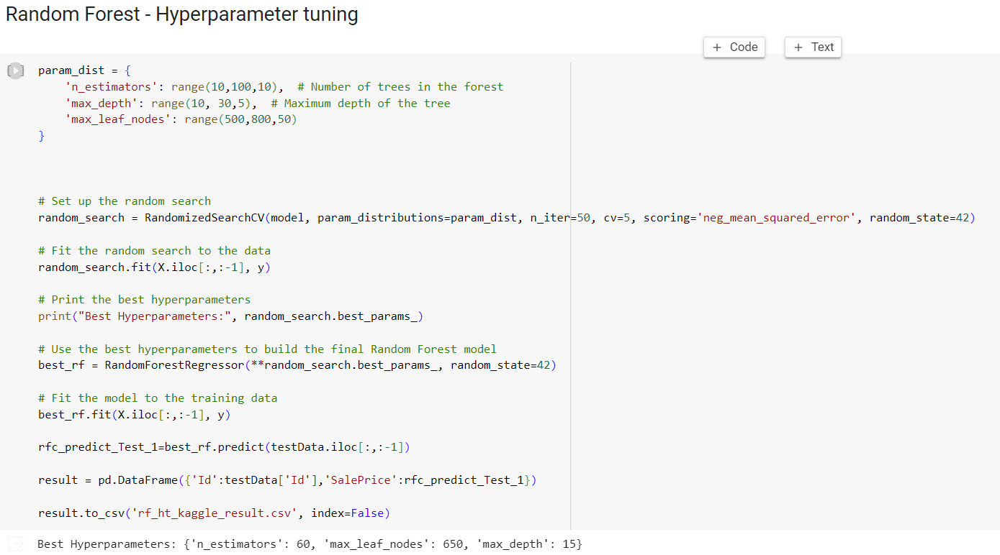 Random Forest - Hyperparameter tuning
+ Code + Text
param_dist = {
    'n_estimators': range(10,100,10),  # Number of trees in the forest
    'max_depth': range(10, 30,5),  # Maximum depth of the tree
    'max_leaf_nodes': range(500,800,50)
}
# Set up the random search
random_search = RandomizedSearchCV(model, param_distributions=param_dist, n_iter=50, cv=5, scoring='neg_mean_squared_error', random_state=42)
# Fit the random search to the data
random_search.fit(X.iloc[:,:-1], y)
# Print the best hyperparameters
print("Best Hyperparameters:", random_search.best_params_)
# Use the best hyperparameters to build the final Random Forest model
best_rf = RandomForestRegressor(**random_search.best_params_, random_state=42)
# Fit the model to the training data
best_rf.fit(X.iloc[:,:-1], y)
rfc_predict_Test_1=best_rf.predict(testData.iloc[:,:-1])
result = pd.DataFrame({'Id':testData['Id'],'SalePrice':rfc_predict_Test_1})
result.to_csv('rf_ht_kaggle_result.csv', index=False)
Best Hyperparameters: {'n_estimators': 60, 'max_leaf_nodes': 650, 'max_depth': 15}